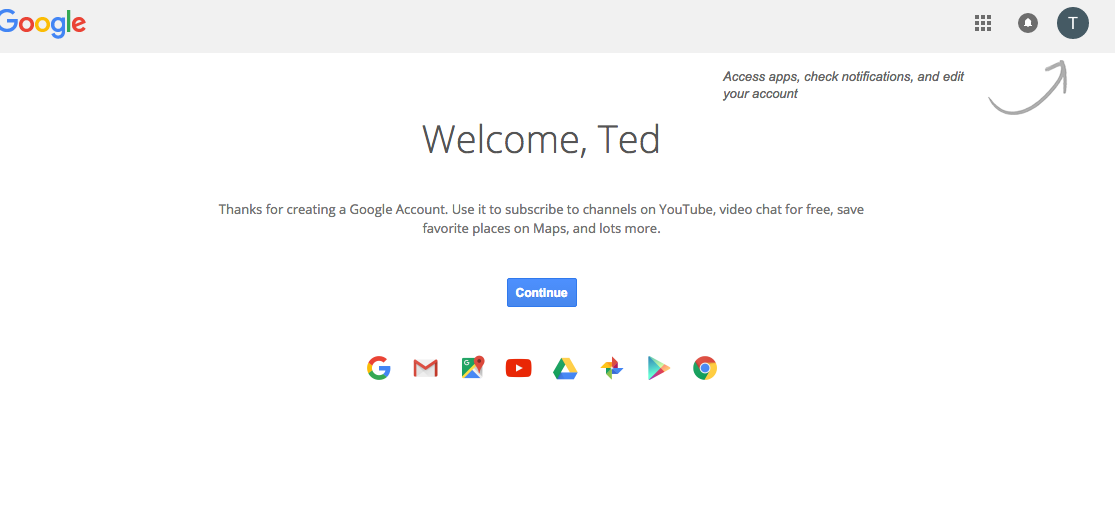 Google
T
Access apps, check notifications, and edit
your account
Welcome, Ted
Thanks for creating a Google Account. Use it to subscribe to channels on YouTube, video chat for free, save
favorite places on Maps, and lots more.
Continue